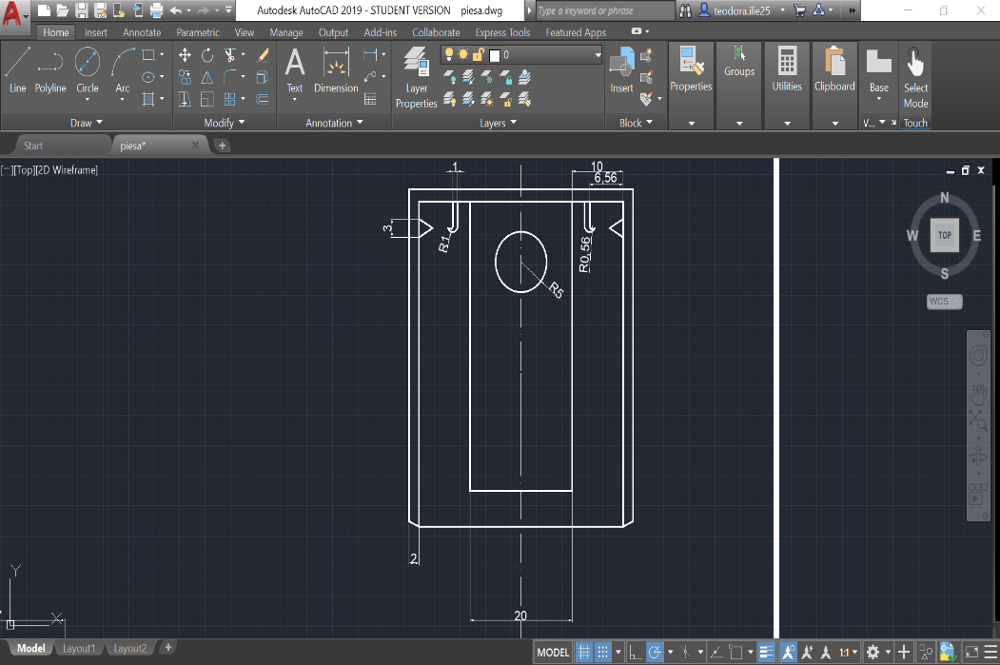 Autodesk AutoCAD 2019 - STUDENT VERSION piesa.dwg
Type a keyword or phrase
teodora.ilie25
Home Insert Annotate Parametric View Manage Output Add-ins Collaborate Express Tools Featured Apps
0
Line Polyline Circle Arc
Text Dimension
Layer
Properties
Insert
Properties
Groups
Utilities
Clipboard
Base
Select
Mode
Draw
Modify
Annotation
Layers
Block
V...
Touch
Start
piesa*
[−][Top][2D Wireframe]
1
10
6,56
3
R1
R0,56
R5
2
20
N
W
TOP
E
S
WCS
Y
X
Model Layout1 Layout2
MODEL
1:1